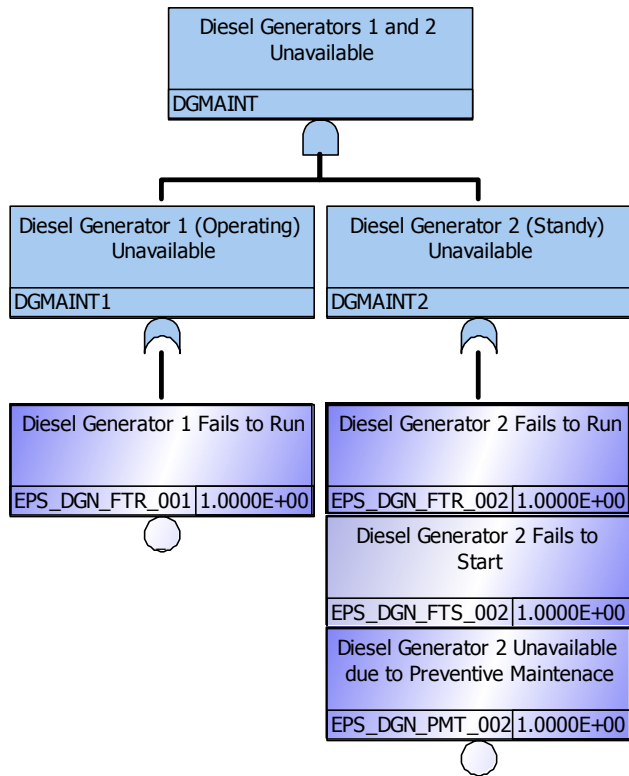 Diesel Generators 1 and 2
Unavailable
DGMAINT
Diesel Generator 1 (Operating)
Unavailable
DGMAINT1
Diesel Generator 2 (Standy)
Unavailable
DGMAINT2
Diesel Generator 1 Fails to Run
EPS_DGN_FTR_001 1.0000E+00
Diesel Generator 2 Fails to Run
EPS_DGN_FTR_002 1.0000E+00
Diesel Generator 2 Fails to
Start
EPS_DGN_FTS_002 1.0000E+00
Diesel Generator 2 Unavailable
due to Preventive Maintenace
EPS_DGN_PMT_002 1.0000E+00